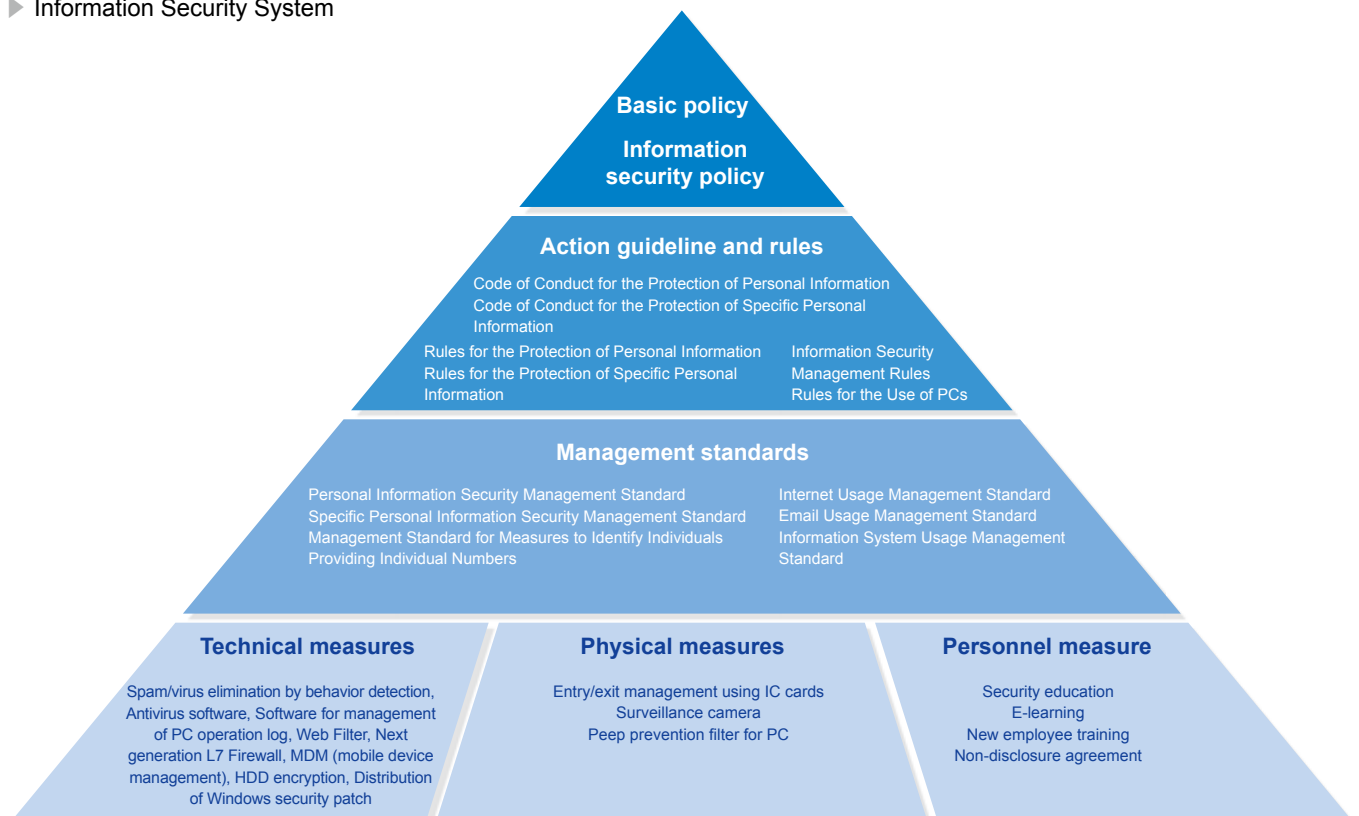 Information Security System
Basic policy
Information
security policy
Action guideline and rules
Code of Conduct for the Protection of Personal Information
Code of Conduct for the Protection of Specific Personal
Information
Rules for the Protection of Personal Information
Rules for the Protection of Specific Personal
Information
Information Security
Management Rules
Rules for the Use of PCs
Management standards
Personal Information Security Management Standard
Specific Personal Information Security Management Standard
Management Standard for Measures to Identify Individuals
Providing Individual Numbers
Internet Usage Management Standard
Email Usage Management Standard
Information System Usage Management
Standard
Technical measures
Spam/virus elimination by behavior detection,
Antivirus software, Software for management
of PC operation log, Web Filter, Next
generation L7 Firewall, MDM (mobile device
management), HDD encryption, Distribution
of Windows security patch
Physical measures
Entry/exit management using IC cards
Surveillance camera
Peep prevention filter for PC
Personnel measure
Security education
E-learning
New employee training
Non-disclosure agreement